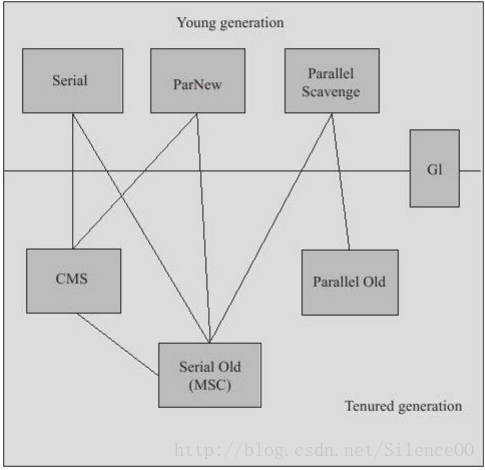 Young generation
Serial
ParNew
Parallel
Scavenge
Gl
CMS
Parallel Old
Serial Old
(MSC)
Tenured generation
http://blog.csdn.net/Silence00